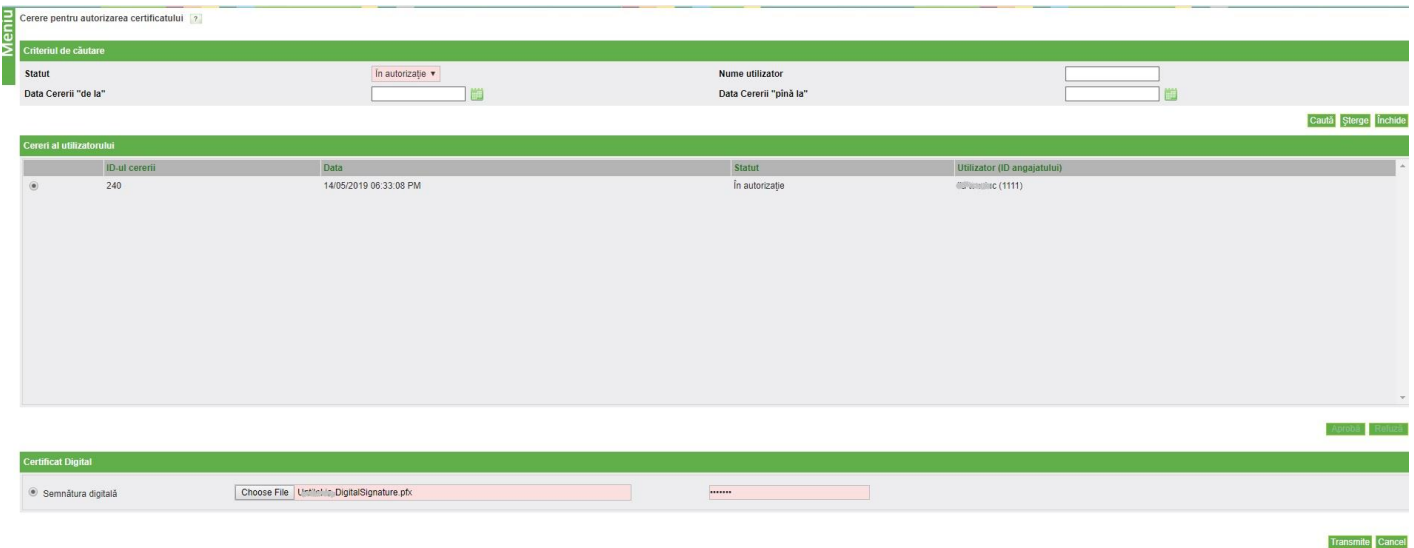 Meniu
Cerere pentru autorizarea certificatului ?
Criteriul de căutare
Statut În autorizație Nume utilizator
Data Cererii "de la" Data Cererii "pînă la"
Caută Șterge Închide
Cereri al utilizatorului
ID-ul cererii Data Statut Utilizator (ID angajatului)
240 14/05/2019 06:33:08 PM În autorizație (1111)
Aprobă Refuză
Certificat Digital
Semnătura digitală Choose File DigitalSignature.pfx •••••••
Transmite Cancel